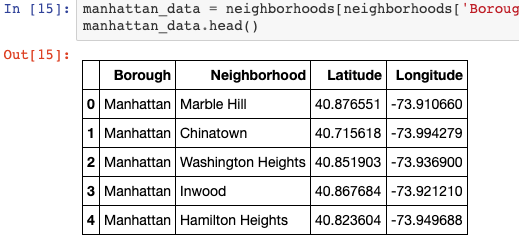 In [15]: manhattan_data = neighborhoods[neighborhoods['Boroug
manhattan_data.head()
Out[15]:
Borough Neighborhood Latitude Longitude
0 Manhattan Marble Hill 40.876551 -73.910660
1 Manhattan Chinatown 40.715618 -73.994279
2 Manhattan Washington Heights 40.851903 -73.936900
3 Manhattan Inwood 40.867684 -73.921210
4 Manhattan Hamilton Heights 40.823604 -73.949688